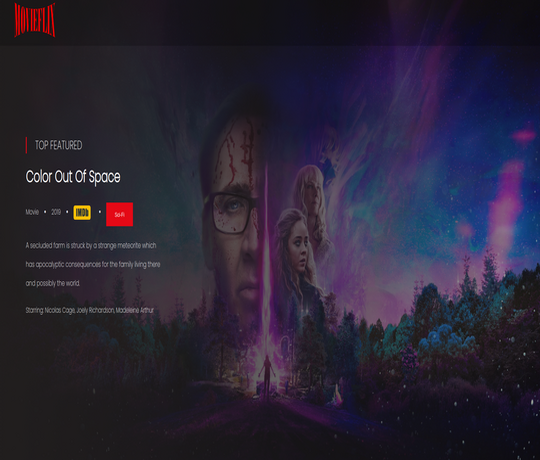 MOVIEFLIX
TOP FEATURED
Color Out Of Space
Movie • 2019 • IMDb • Sci-Fi
A secluded farm is struck by a strange meteorite which
has apocalyptic consequences for the family living there
and possibly the world.
Starring: Nicolas Cage, Joely Richardson, Madeleine Arthur